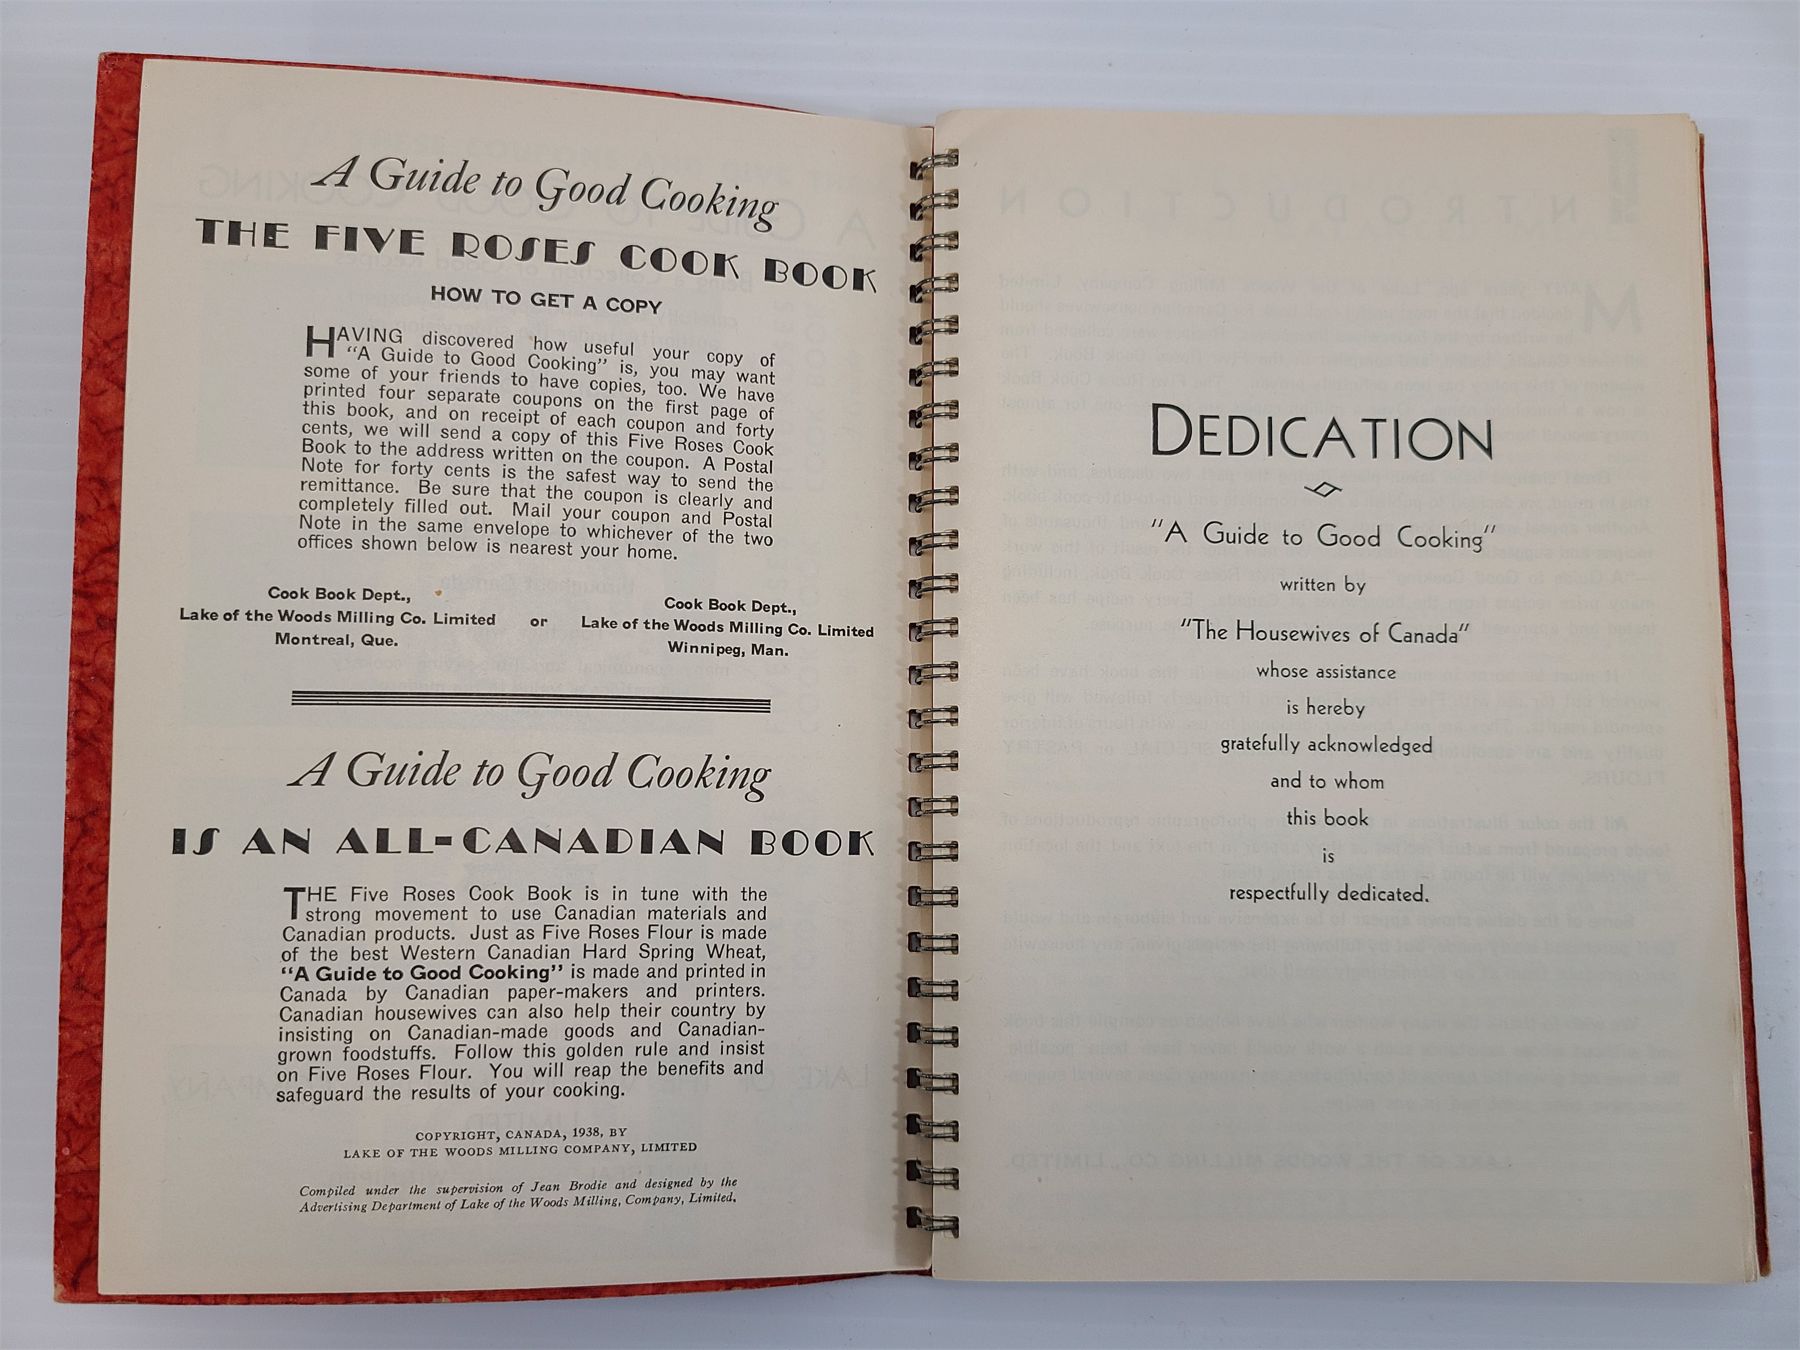 A Guide to Good Cooking
THE FIVE ROSES COOK BOOK
HOW TO GET A COPY
HAVING discovered how useful your copy of
"A Guide to Good Cooking" is, you may want
some of your friends to have copies, too. We have
printed four separate coupons on the first page of
this book, and on receipt of each coupon and forty
cents, we will send a copy of this Five Roses Cook
Book to the address written on the coupon. A Postal
Note for forty cents is the safest way to send the
remittance. Be sure that the coupon is clearly and
completely filled out. Mail your coupon and Postal
Note in the same envelope to whichever of the two
offices shown below is nearest your home.
Cook Book Dept.,
Lake of the Woods Milling Co. Limited
Montreal, Que.
or
Cook Book Dept.,
Lake of the Woods Milling Co. Limited
Winnipeg, Man.
A Guide to Good Cooking
IS AN ALL-CANADIAN BOOK
THE Five Roses Cook Book is in tune with the
strong movement to use Canadian materials and
Canadian products. Just as Five Roses Flour is made
of the best Western Canadian Hard Spring Wheat,
"A Guide to Good Cooking" is made and printed in
Canada by Canadian paper-makers and printers.
Canadian housewives can also help their country by
insisting on Canadian-made goods and Canadian-
grown foodstuffs. Follow this golden rule and insist
on Five Roses Flour. You will reap the benefits and
safeguard the results of your cooking.
COPYRIGHT, CANADA, 1938, BY
LAKE OF THE WOODS MILLING COMPANY, LIMITED
Compiled under the supervision of Jean Brodie and designed by the
Advertising Department of Lake of the Woods Milling, Company, Limited.
DEDICATION
"A Guide to Good Cooking"
written by
"The Housewives of Canada"
whose assistance
is hereby
gratefully acknowledged
and to whom
this book
is
respectfully dedicated.